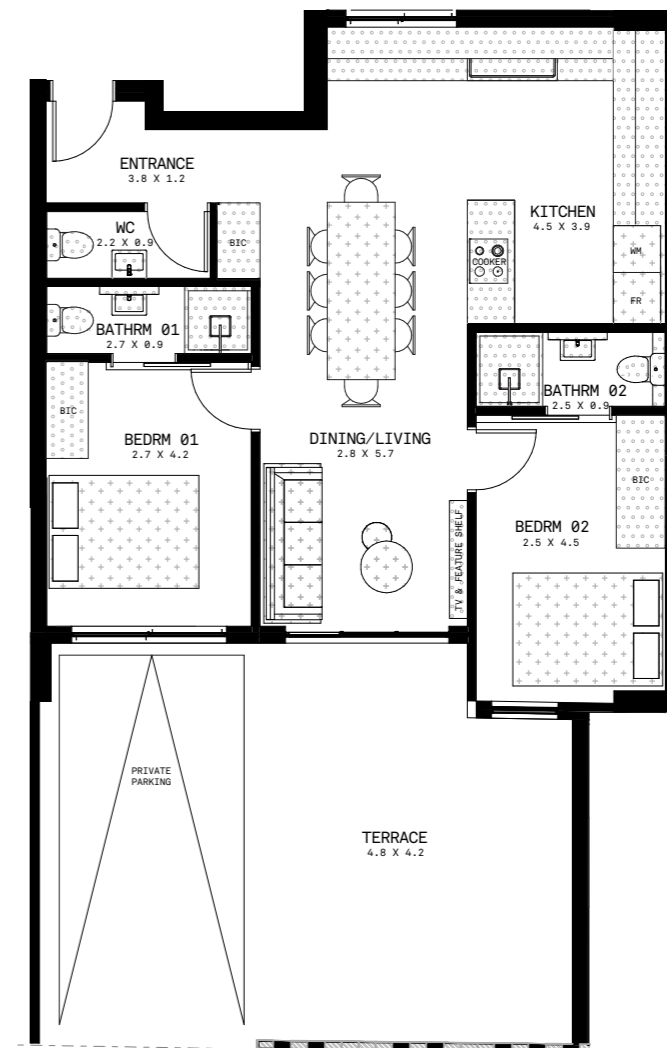 ENTRANCE
3.8 X 1.2
WC
2.2 X 0.9
BIC
KITCHEN
4.5 X 3.9
COOKER
WM
FR
BATHRM 01
2.7 X 0.9
BATHRM 02
2.5 X 0.9
BIC
BEDRM 01
2.7 X 4.2
DINING/LIVING
2.8 X 5.7
BIC
TV & FEATURE SHELF
BEDRM 02
2.5 X 4.5
PRIVATE
PARKING
TERRACE
4.8 X 4.2